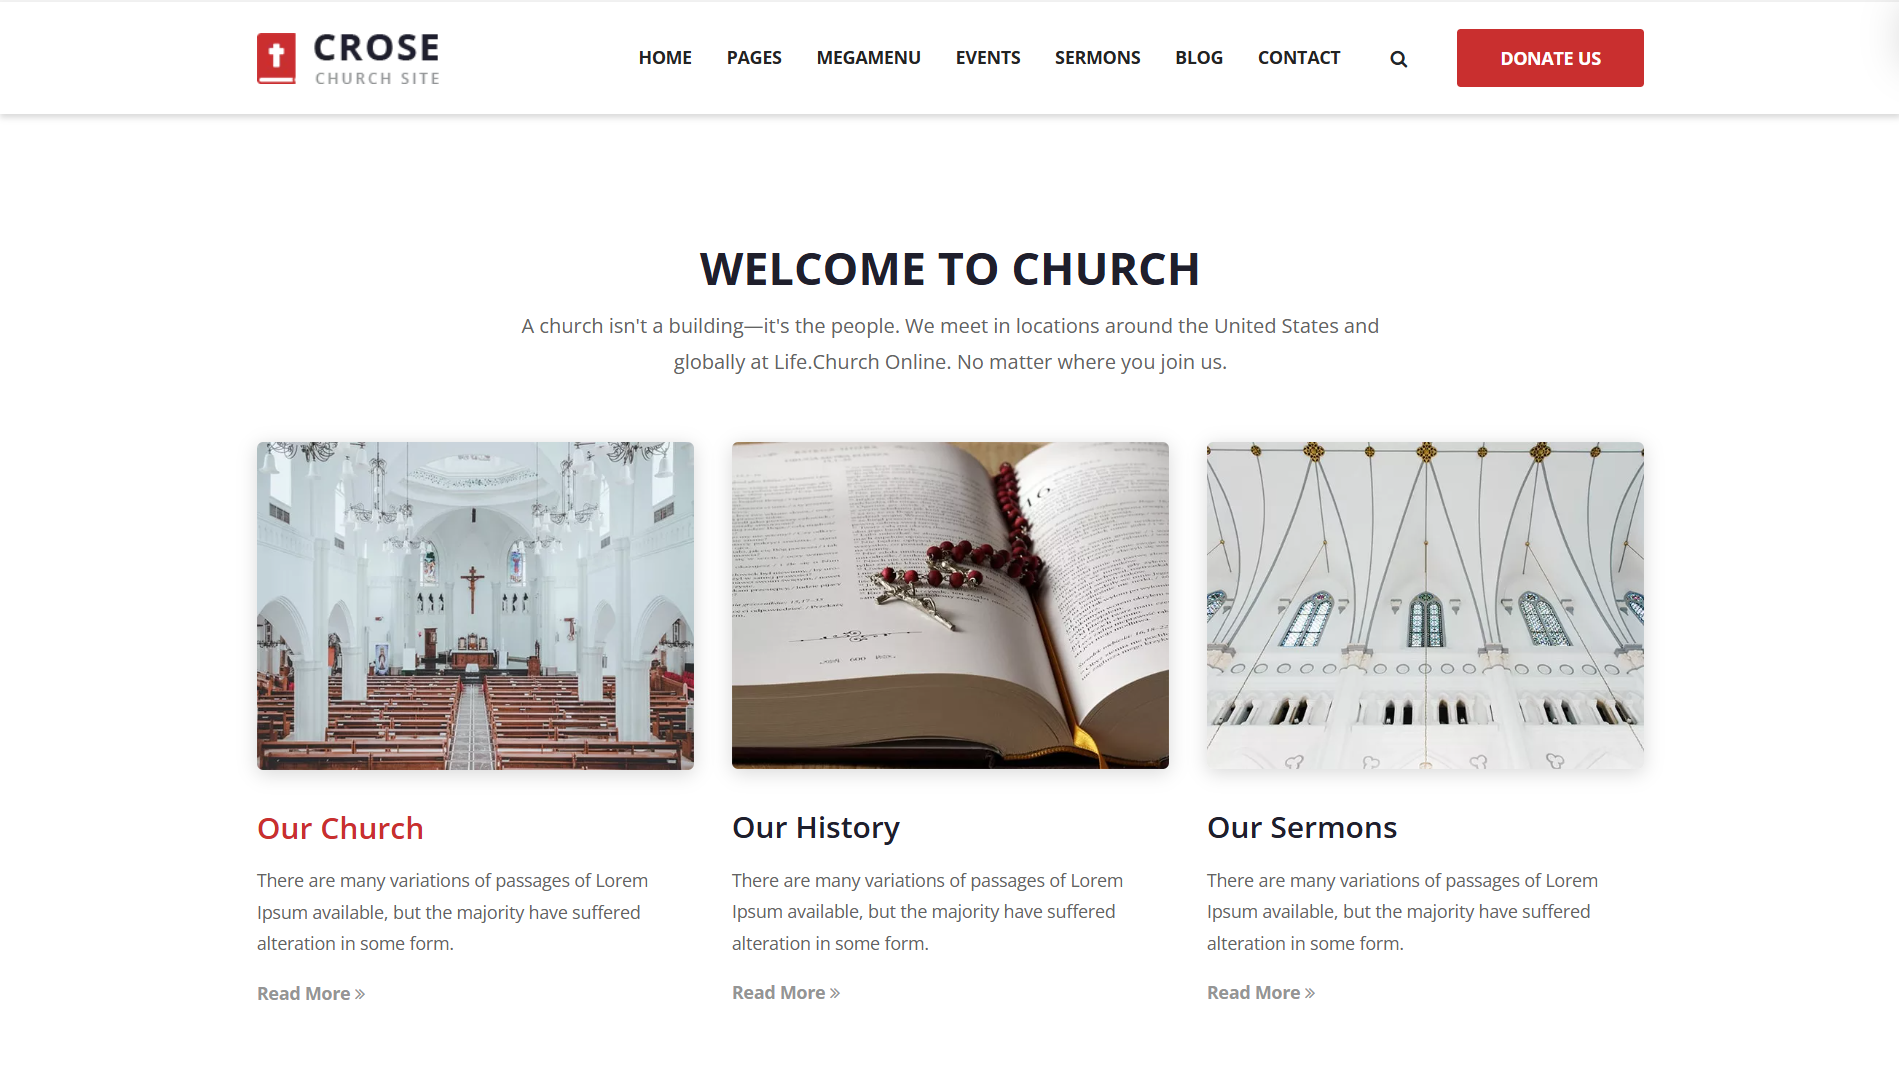 CROSE
CHURCH SITE
HOME PAGES MEGAMENU EVENTS SERMONS BLOG CONTACT
DONATE US
WELCOME TO CHURCH
A church isn't a building—it's the people. We meet in locations around the United States and
globally at Life.Church Online. No matter where you join us.
Our Church
There are many variations of passages of Lorem
Ipsum available, but the majority have suffered
alteration in some form.
Read More »
Our History
There are many variations of passages of Lorem
Ipsum available, but the majority have suffered
alteration in some form.
Read More »
Our Sermons
There are many variations of passages of Lorem
Ipsum available, but the majority have suffered
alteration in some form.
Read More »